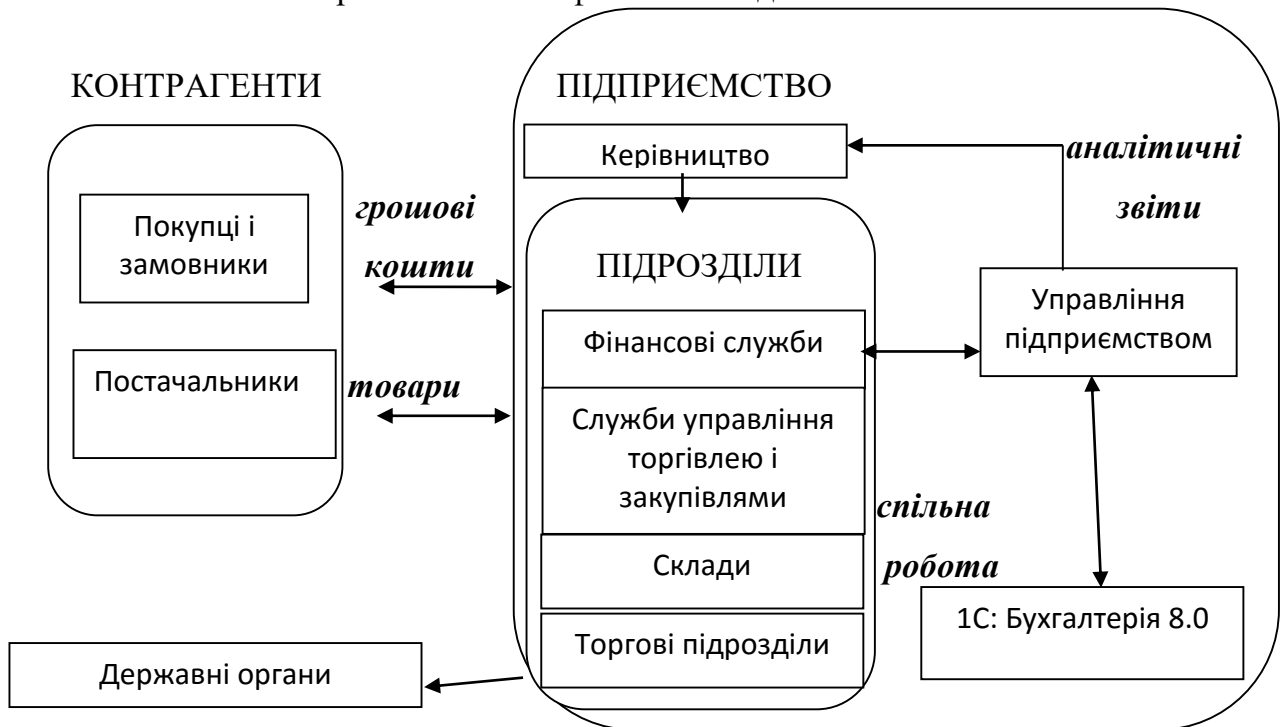 КОНТРАГЕНТИ
ПІДПРИЄМСТВО
Керівництво
аналітичні
звіти
Покупці і
замовники
грошові
кошти
ПІДРОЗДІЛИ
Управління
підприємством
Фінансові служби
Постачальники
товари
Служби управління
торгівлею і
закупівлями
спільна
робота
Склади
1С: Бухгалтерія 8.0
Торгові підрозділи
Державні органи